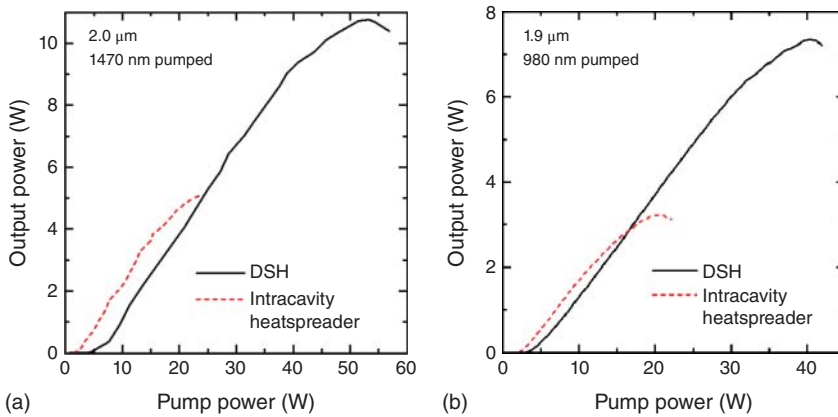 2.0 μm
1470 nm pumped
10
8
6
4
2
0
0 10 20 30 40 50 60
Output power (W)
Pump power (W)
DSH
Intracavity
heatspreader
(a)
1.9 μm
980 nm pumped
8
6
4
2
0
0 10 20 30 40
Output power (W)
Pump power (W)
DSH
Intracavity
heatspreader
(b)